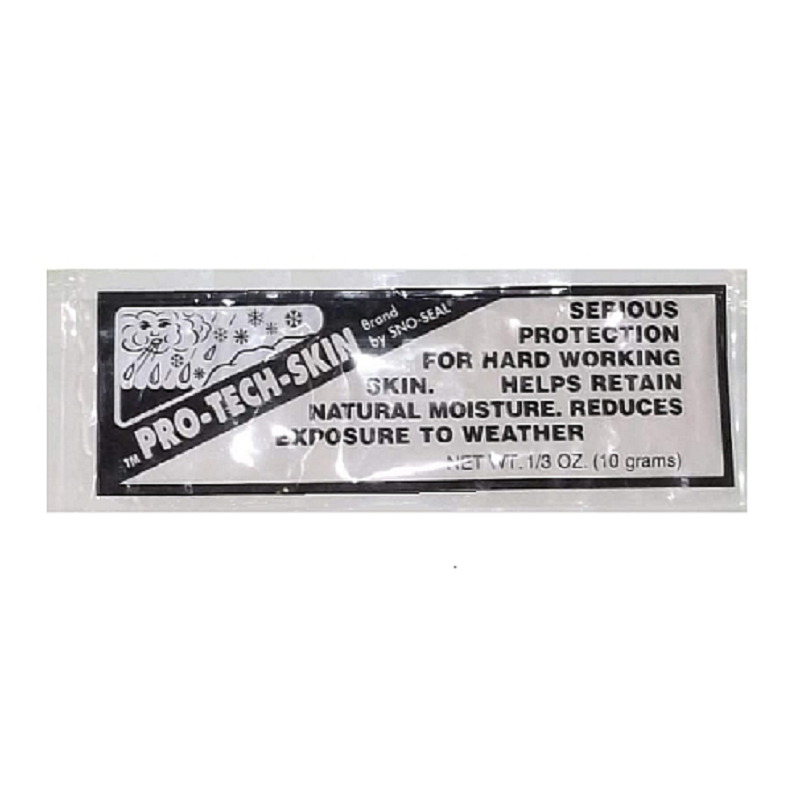 ™ PRO-TECH-SKIN
Brand
by SNO-SEAL®
SERIOUS
PROTECTION
FOR HARD WORKING
SKIN. HELPS RETAIN
NATURAL MOISTURE. REDUCES
EXPOSURE TO WEATHER
NET WT. 1/3 OZ. (10 grams)